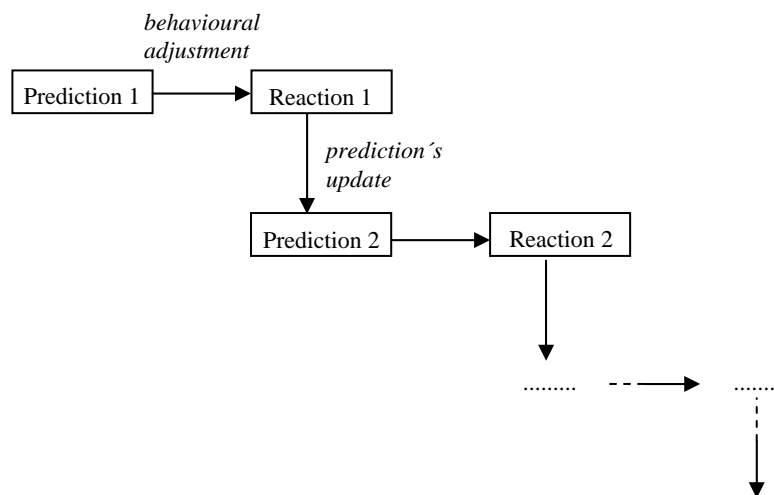 behavioural
adjustment
Prediction 1
Reaction 1
prediction´s
update
Prediction 2
Reaction 2
.........
.......